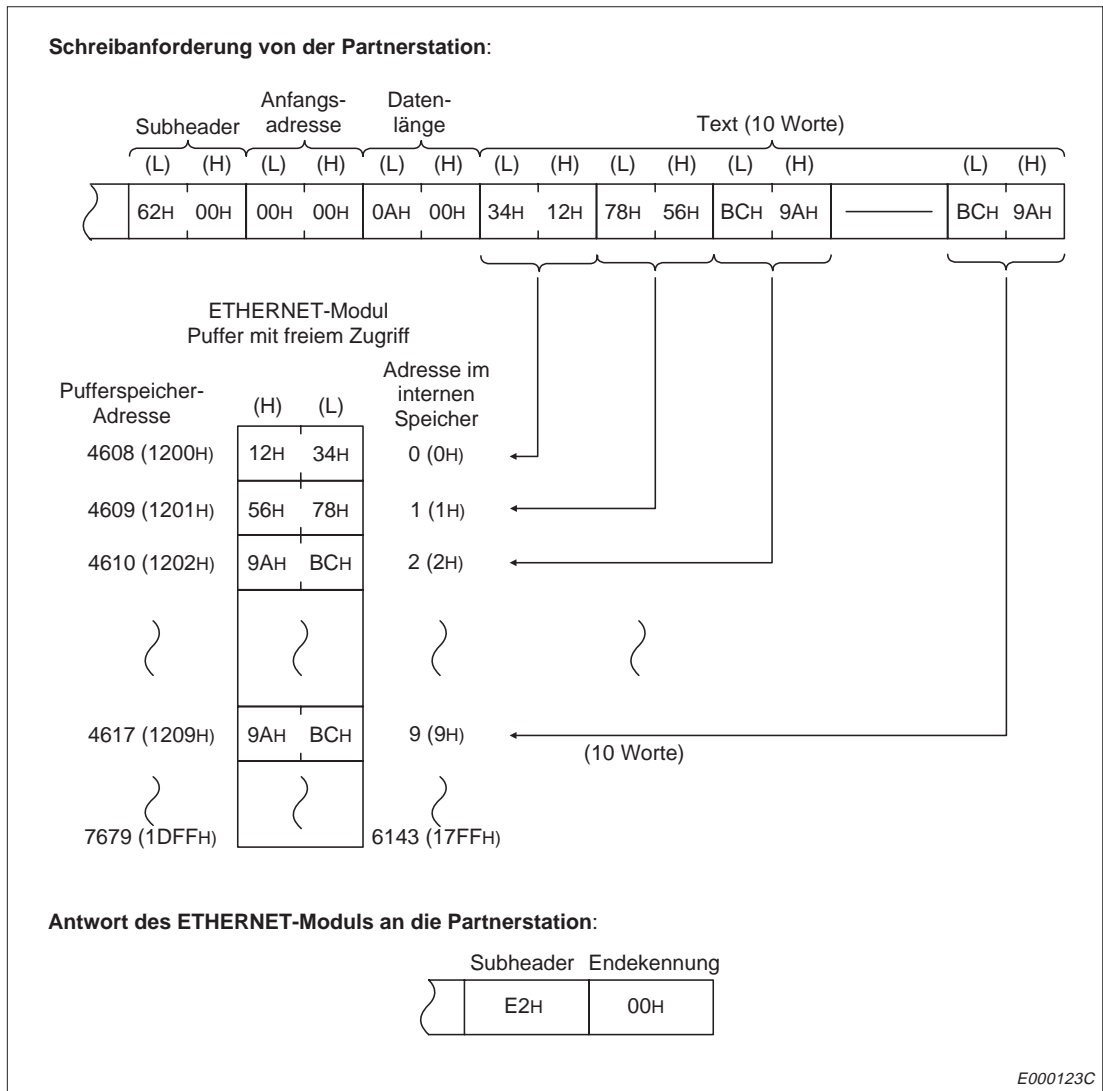 Schreibanforderung von der Partnerstation:
Subheader
Anfangs-
adresse
Daten-
länge
Text (10 Worte)
(L) (H) (L) (H) (L) (H) (L) (H) (L) (H) (L) (H) (L) (H)
62H 00H 00H 00H 0AH 00H 34H 12H 78H 56H BCH 9AH BCH 9AH
ETHERNET-Modul
Puffer mit freiem Zugriff
Pufferspeicher-
Adresse
(H) (L)
Adresse im
internen
Speicher
4608 (1200H) 12H 34H 0 (0H)
4609 (1201H) 56H 78H 1 (1H)
4610 (1202H) 9AH BCH 2 (2H)
4617 (1209H) 9AH BCH 9 (9H)
(10 Worte)
7679 (1DFFH) 6143 (17FFH)
Antwort des ETHERNET-Moduls an die Partnerstation:
Subheader Endekennung
E2H 00H
E000123C